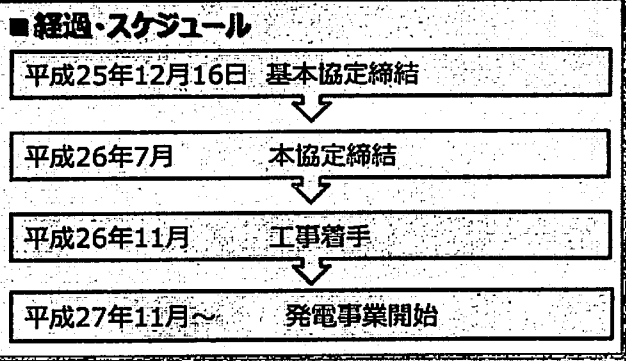 ■経過・スケジュール
平成25年12月16日 基本協定締結
平成26年7月 本協定締結
平成26年11月 工事着手
平成27年11月～ 発電事業開始